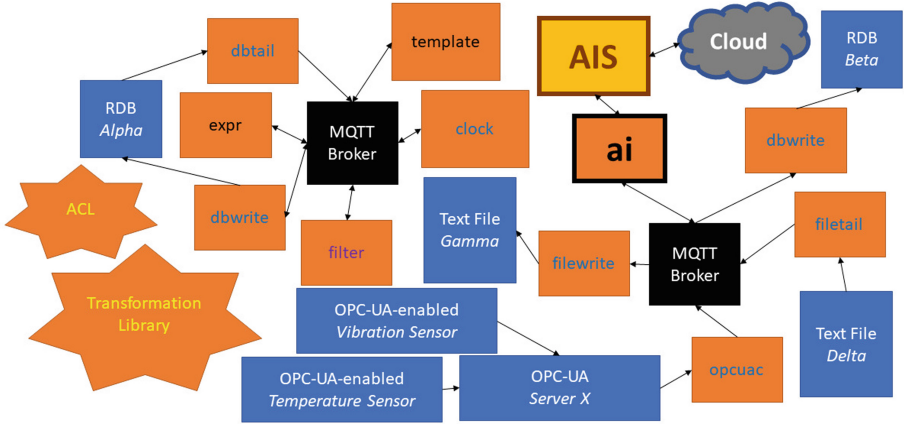 dbtail
template
AIS
Cloud
RDB
Beta
RDB
Alpha
expr
MQTT
Broker
clock
ai
dbwrite
ACL
dbwrite
filter
Text File
Gamma
filewrite
MQTT
Broker
filetail
Transformation
Library
OPC-UA-enabled
Vibration Sensor
OPC-UA-enabled
Temperature Sensor
OPC-UA
Server X
opcuac
Text File
Delta